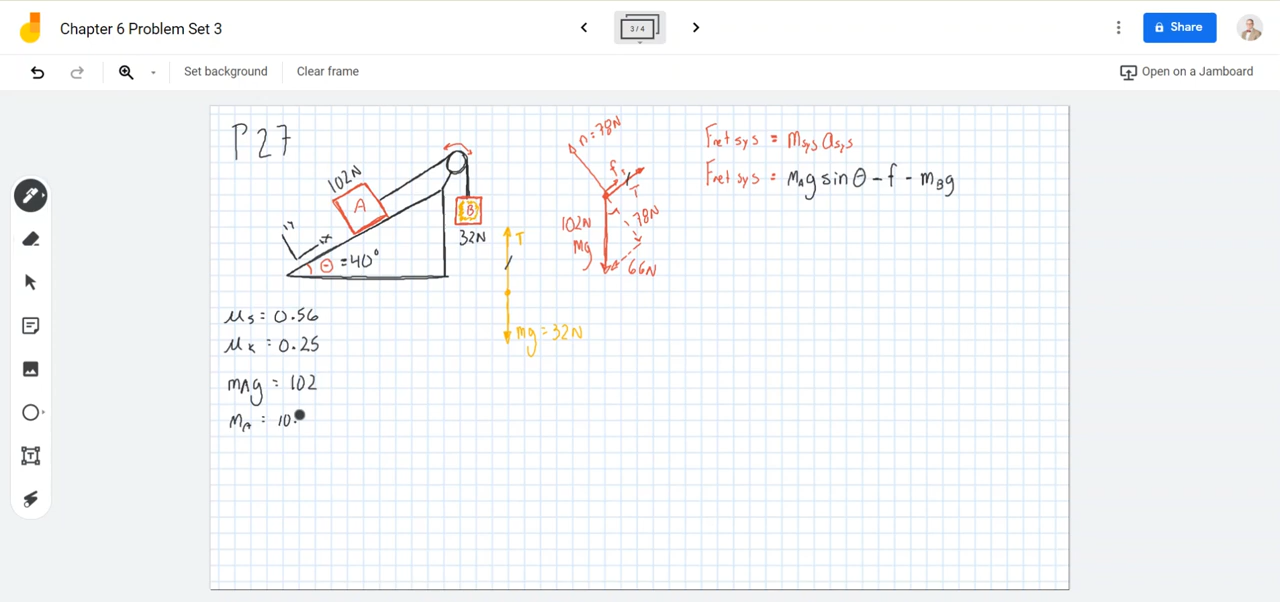 Chapter 6 Problem Set 3
3 / 4
Share
Set background
Clear frame
Open on a Jamboard
P27
102N
A
B
32N
θ = 40°
μs = 0.56
μk = 0.25
mAg = 102
mA = 10.
T
mg = 32N
n = 78N
f
T
102N
mg
78N
66N
Fnet sys = msys asys
Fnet sys = mAg sin θ - f - mBg